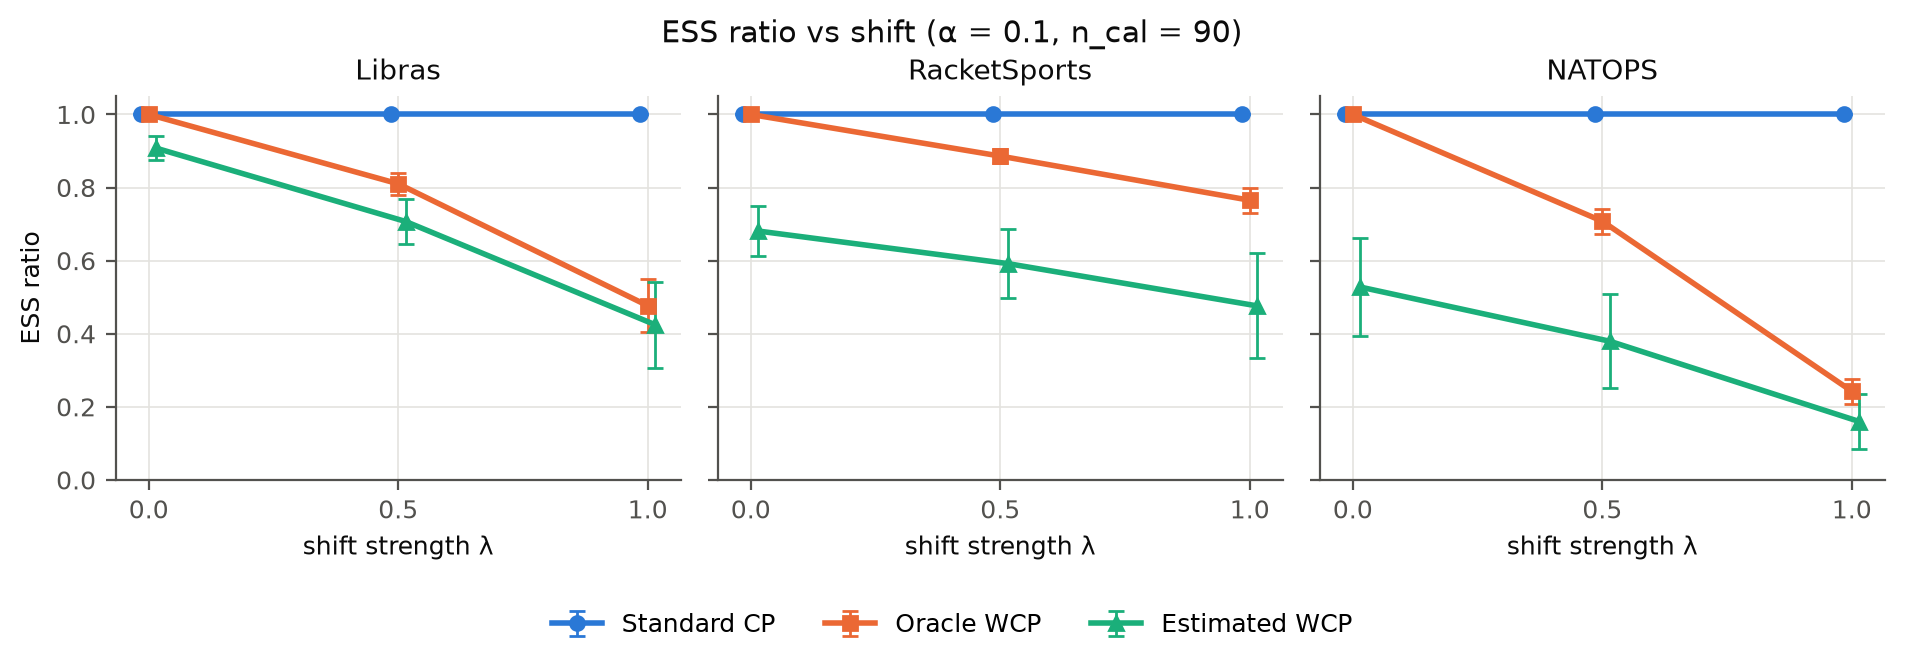 ESS ratio vs shift (α = 0.1, n_cal = 90)
Libras
RacketSports
NATOPS
ESS ratio
1.0
0.8
0.6
0.4
0.2
0.0
0.0 0.5 1.0
0.0 0.5 1.0
0.0 0.5 1.0
shift strength λ
shift strength λ
shift strength λ
Standard CP
Oracle WCP
Estimated WCP